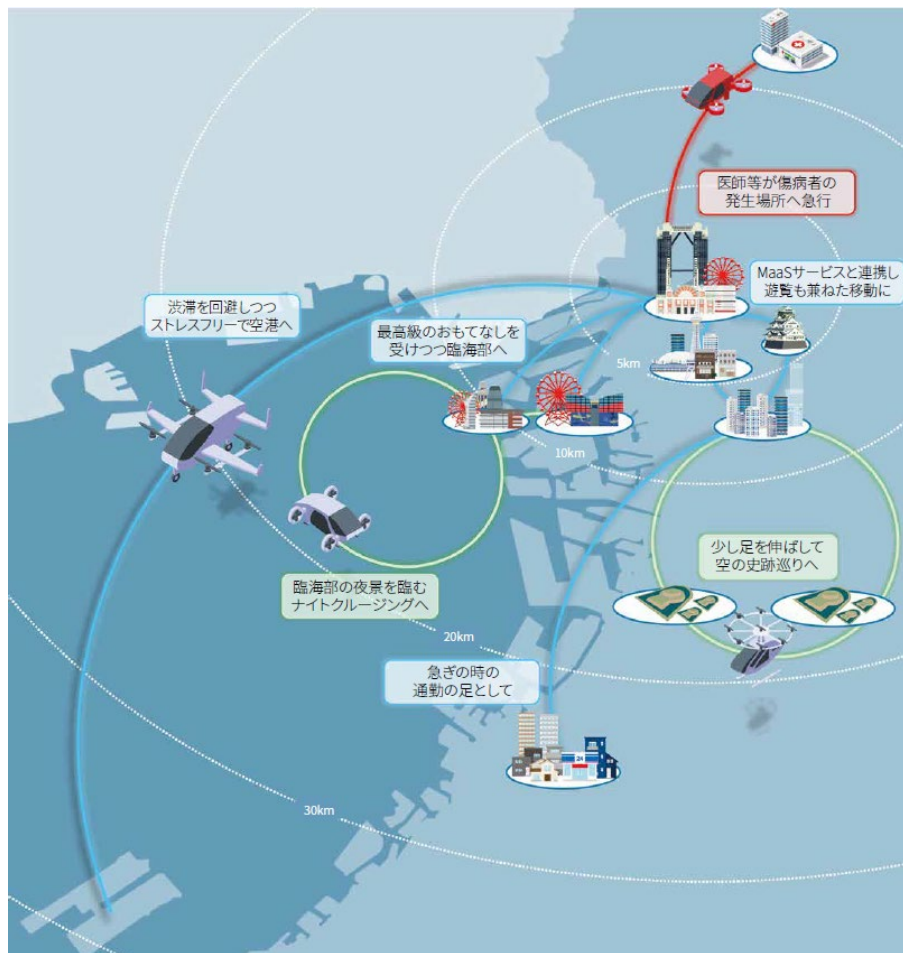 医師等が傷病者の
発生場所へ急行
MaaSサービスと連携し
遊覧も兼ねた移動に
渋滞を回避しつつ
ストレスフリーで空港へ
最高級のおもてなしを
受けつつ臨海部へ
5km
10km
少し足を伸ばして
空の史跡巡りへ
臨海部の夜景を臨む
ナイトクルージングへ
20km
急ぎの時の
通勤の足として
24
30km